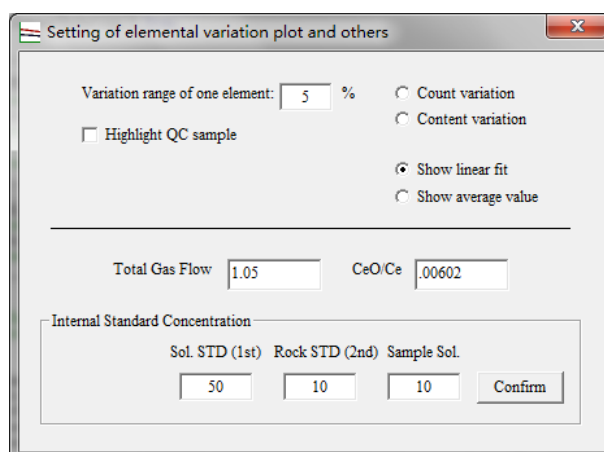 Setting of elemental variation plot and others
Variation range of one element: 5 %
Count variation
Content variation
Highlight QC sample
Show linear fit
Show average value
Total Gas Flow 1.05 CeO/Ce .00602
Internal Standard Concentration
Sol. STD (1st) Rock STD (2nd) Sample Sol.
50 10 10 Confirm